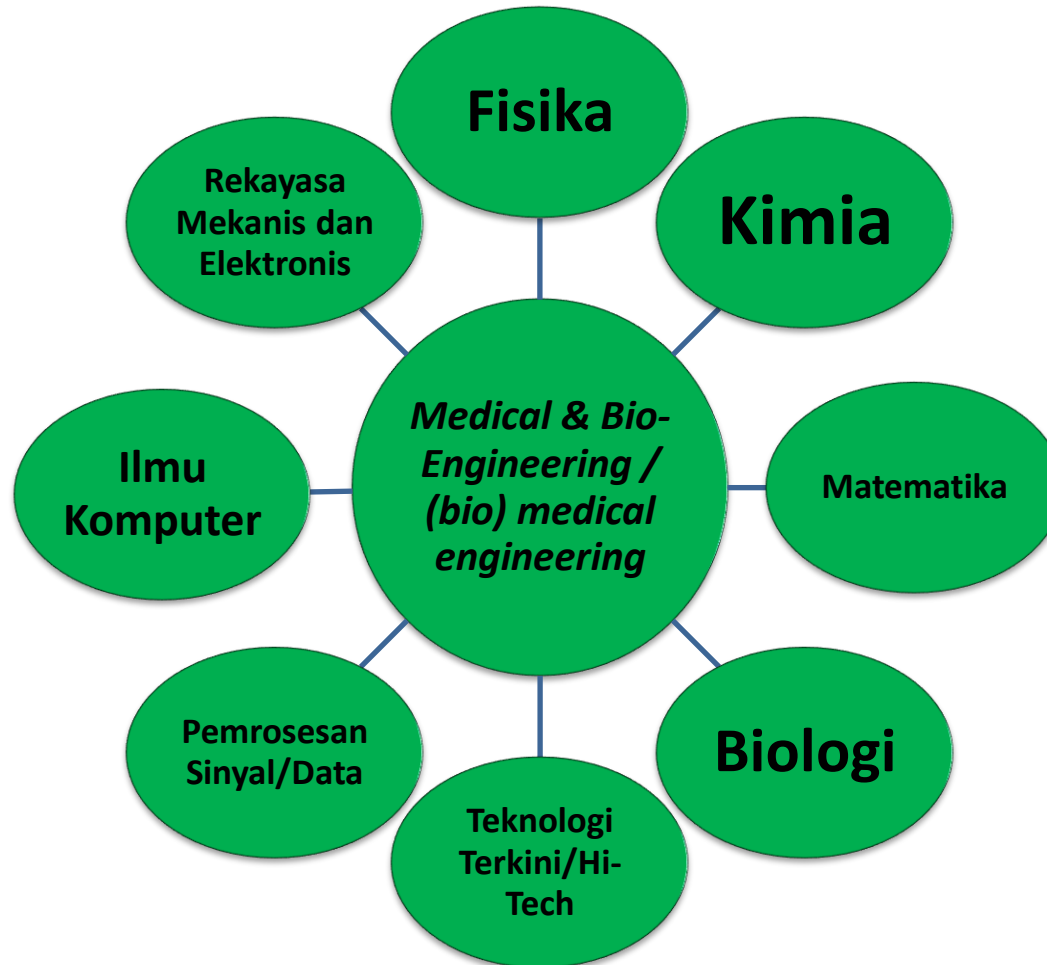 Fisika
Kimia
Matematika
Biologi
Teknologi
Terkini/Hi-
Tech
Pemrosesan
Sinyal/Data
Ilmu
Komputer
Rekayasa
Mekanis dan
Elektronis
Medical & Bio-
Engineering /
(bio) medical
engineering